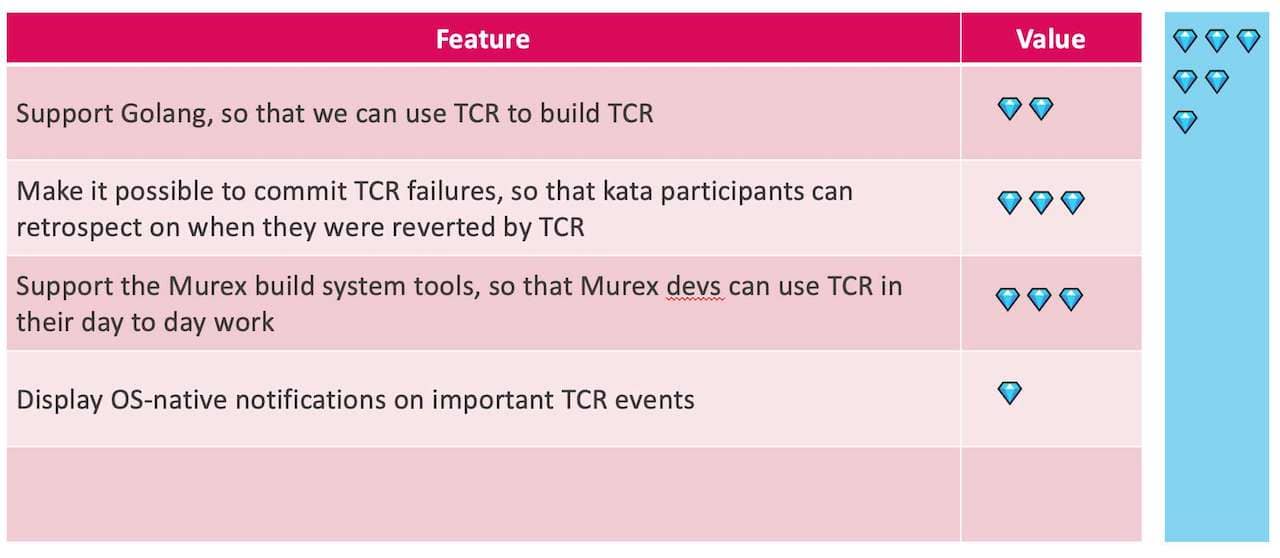 Feature
Value
Support Golang, so that we can use TCR to build TCR
Make it possible to commit TCR failures, so that kata participants can
retrospect on when they were reverted by TCR
Support the Murex build system tools, so that Murex devs can use TCR in
their day to day work
Display OS-native notifications on important TCR events